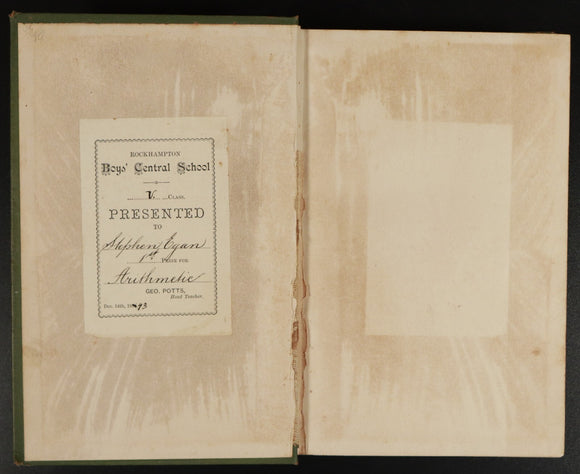 ROCKHAMPTON
Boys' Central School
V. CLASS.
PRESENTED
TO
Stephen Egan
1st PRIZE FOR
Arithmetic
GEO. POTTS,
Head Teacher.
Dec. 14th, 1893